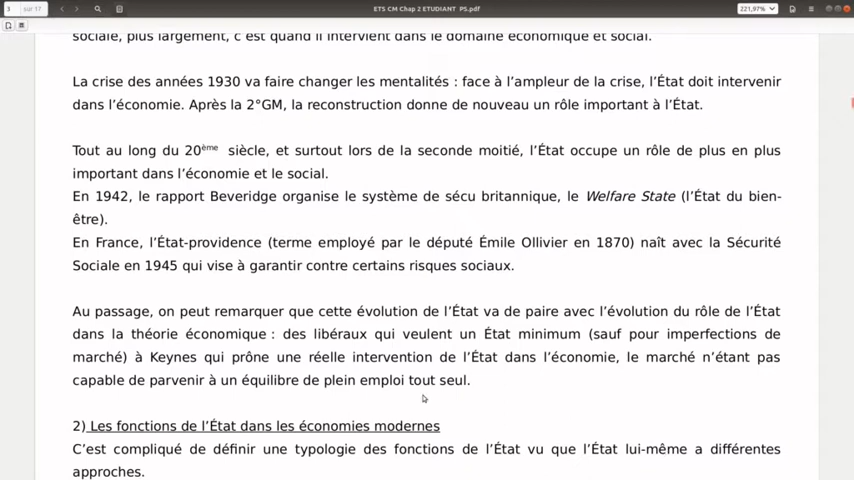 3 sur 17
ETS CM Chap 2 ETUDIANT PS.pdf
221,97%
sociale, plus largement, c'est quand il intervient dans le domaine économique et social.
La crise des années 1930 va faire changer les mentalités : face à l'ampleur de la crise, l'État doit intervenir
dans l'économie. Après la 2°GM, la reconstruction donne de nouveau un rôle important à l'État.
Tout au long du 20ème siècle, et surtout lors de la seconde moitié, l'État occupe un rôle de plus en plus
important dans l'économie et le social.
En 1942, le rapport Beveridge organise le système de sécu britannique, le Welfare State (l'État du bien-
être).
En France, l'État-providence (terme employé par le député Émile Ollivier en 1870) naît avec la Sécurité
Sociale en 1945 qui vise à garantir contre certains risques sociaux.
Au passage, on peut remarquer que cette évolution de l'État va de paire avec l'évolution du rôle de l'État
dans la théorie économique : des libéraux qui veulent un État minimum (sauf pour imperfections de
marché) à Keynes qui prône une réelle intervention de l'État dans l'économie, le marché n'étant pas
capable de parvenir à un équilibre de plein emploi tout seul.
2) Les fonctions de l'État dans les économies modernes
C'est compliqué de définir une typologie des fonctions de l'État vu que l'État lui-même a différentes
approches.